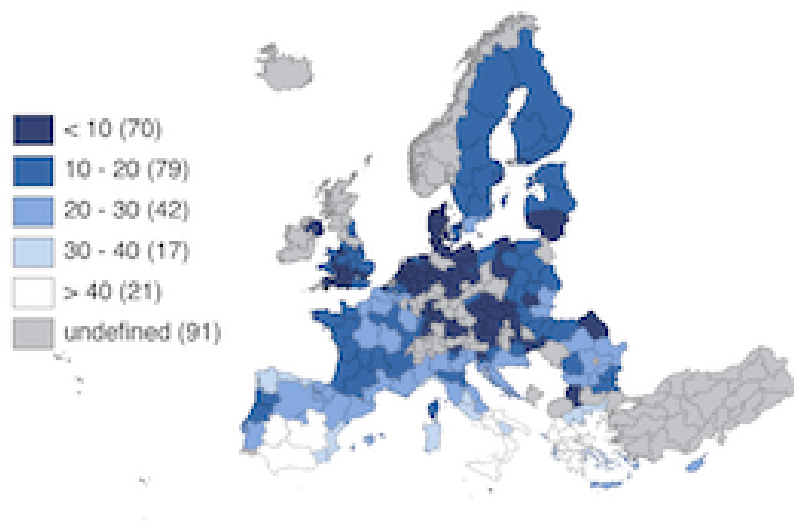 < 10 (70)
10 - 20 (79)
20 - 30 (42)
30 - 40 (17)
> 40 (21)
undefined (91)